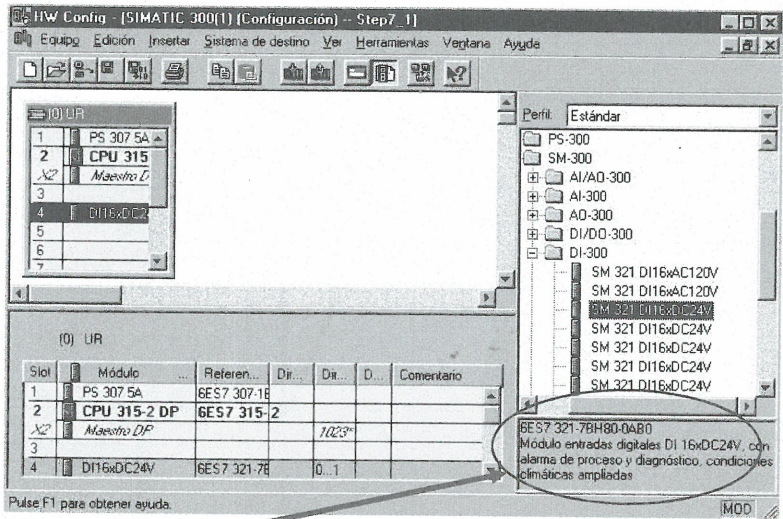 HW Config - [SIMATIC 300(1) (Configuración) -- Step7_1]
Equipo Edición Insertar Sistema de destino Ver Herramientas Ventana Ayuda
(0) UR
1 PS 307 5A
2 CPU 315
X2 Maestro D
3
4 DI16xDC2
5
6
7
Perfil: Estándar
PS-300
SM-300
AI/AO-300
AI-300
AO-300
DI/DO-300
DI-300
SM 321 DI16xAC120V
SM 321 DI16xAC120V
SM 321 DI16xDC24V
SM 321 DI16xDC24V
SM 321 DI16xDC24V
SM 321 DI16xDC24V
SM 321 DI16xDC24V
(0) UR
Slot Módulo ... Referen... Dir... Dir... D... Comentario
1 PS 307 5A 6ES7 307-1E
2 CPU 315-2 DP 6ES7 315- 2
X2 Maestro DP 1023*
3
4 DI16xDC24V 6ES7 321-7B 0...1
6ES7 321-7BH80-0AB0
Módulo entradas digitales DI 16xDC24V, con
alarma de proceso y diagnóstico, condiciones
climáticas ampliadas
Pulse F1 para obtener ayuda.
MOD